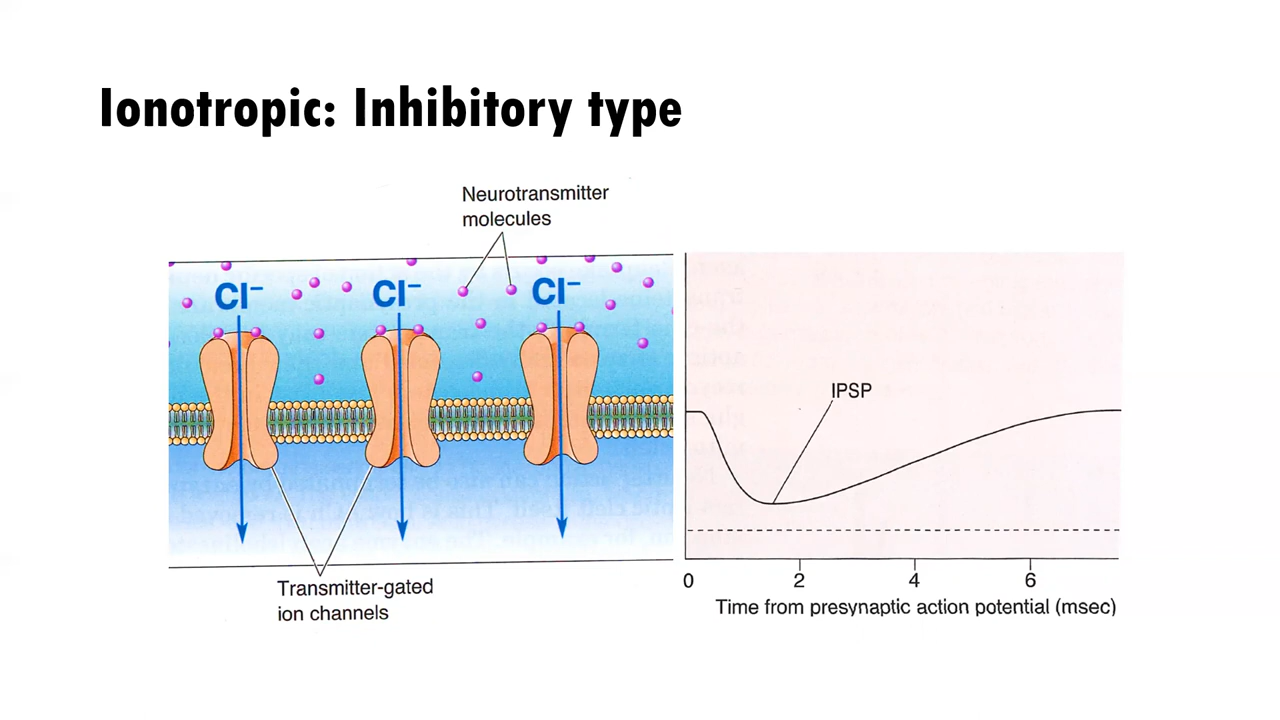 Ionotropic: Inhibitory type
Neurotransmitter
molecules
Cl⁻
Cl⁻
Cl⁻
Transmitter-gated
ion channels
IPSP
0 2 4 6
Time from presynaptic action potential (msec)